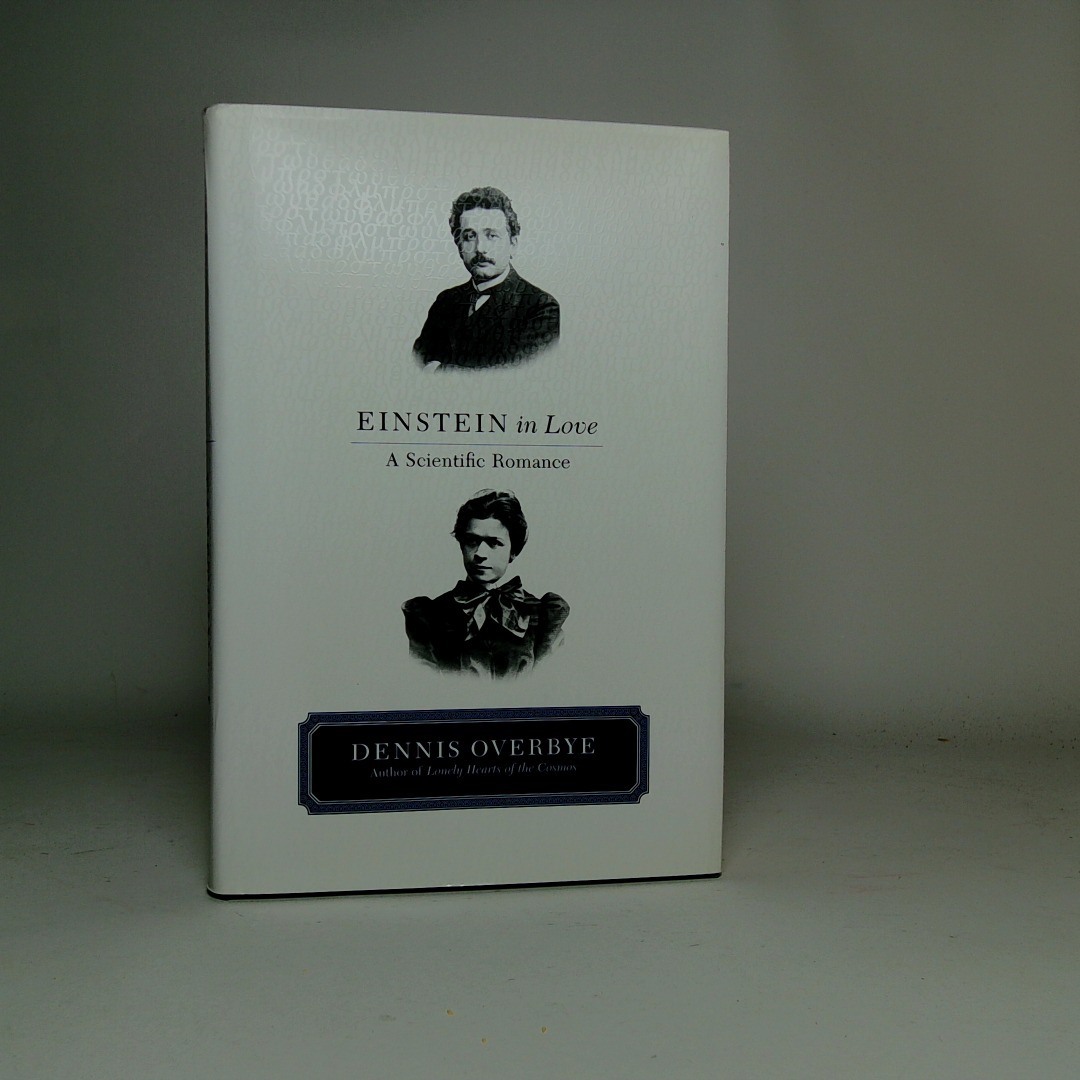 EINSTEIN in Love
A Scientific Romance
DENNIS OVERBYE
Author of Lonely Hearts of the Cosmos